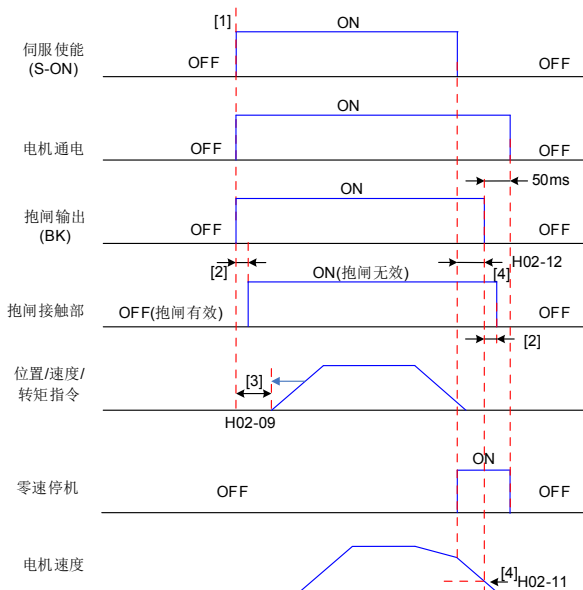 [1]
ON
伺服使能
(S-ON)
OFF
OFF
ON
电机通电
OFF
OFF
50ms
ON
抱闸输出
(BK)
OFF
OFF
[2]
[4]
H02-12
ON(抱闸无效)
抱闸接触部
OFF(抱闸有效)
OFF
[2]
位置/速度/
转矩指令
[3]
H02-09
ON
零速停机
OFF
OFF
电机速度
[4]
H02-11